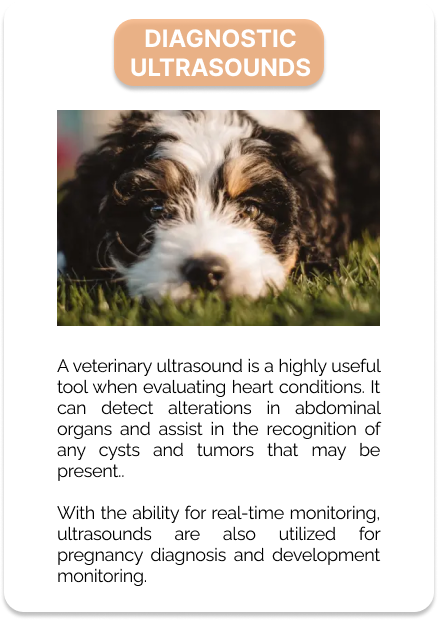 DIAGNOSTIC
ULTRASOUNDS
A veterinary ultrasound is a highly useful
tool when evaluating heart conditions. It
can detect alterations in abdominal
organs and assist in the recognition of
any cysts and tumors that may be
present..
With the ability for real-time monitoring,
ultrasounds are also utilized for
pregnancy diagnosis and development
monitoring.